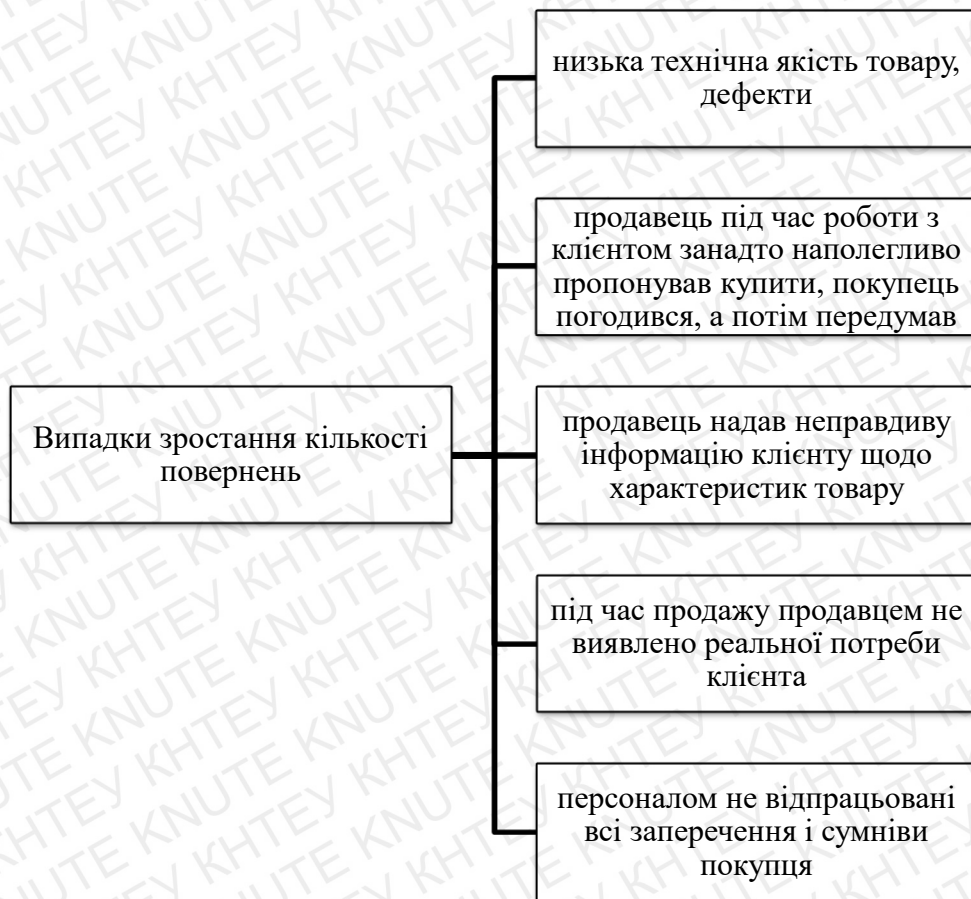 низька технічна якість товару,
дефекти
продавець під час роботи з
клієнтом занадто наполегливо
пропонував купити, покупець
погодився, а потім передумав
Випадки зростання кількості
повернень
продавець надав неправдиву
інформацію клієнту щодо
характеристик товару
під час продажу продавцем не
виявлено реальної потреби
клієнта
персоналом не відпрацьовані
всі заперечення і сумніви
покупця